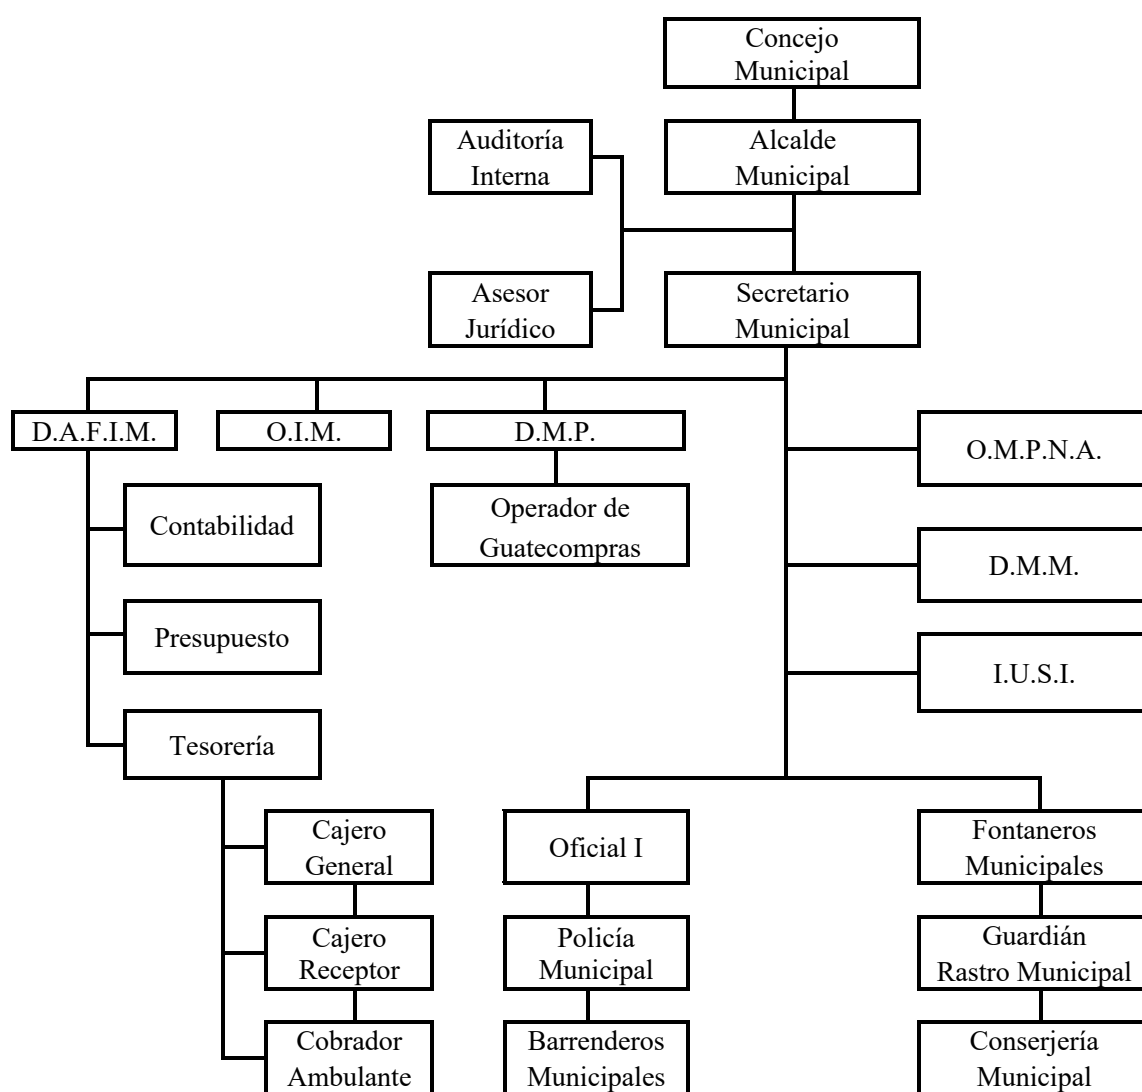 Concejo
Municipal
Auditoría
Interna
Alcalde
Municipal
Asesor
Jurídico
Secretario
Municipal
D.A.F.I.M.
O.I.M.
D.M.P.
O.M.P.N.A.
Contabilidad
Operador de
Guatecompras
D.M.M.
Presupuesto
I.U.S.I.
Tesorería
Cajero
General
Oficial I
Fontaneros
Municipales
Cajero
Receptor
Policía
Municipal
Guardián
Rastro Municipal
Cobrador
Ambulante
Barrenderos
Municipales
Conserjería
Municipal